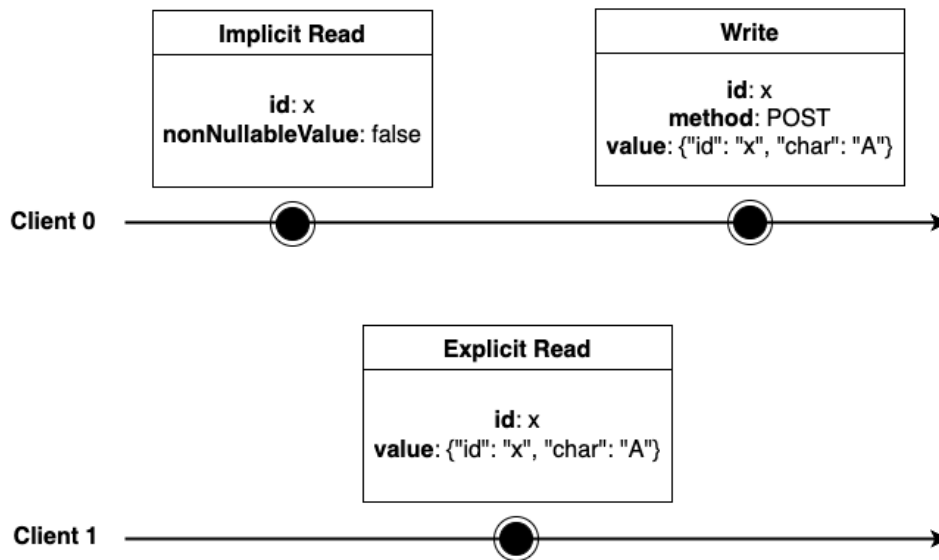 Implicit Read
id: x
nonNullableValue: false
Write
id: x
method: POST
value: {"id": "x", "char": "A"}
Client 0
Explicit Read
id: x
value: {"id": "x", "char": "A"}
Client 1